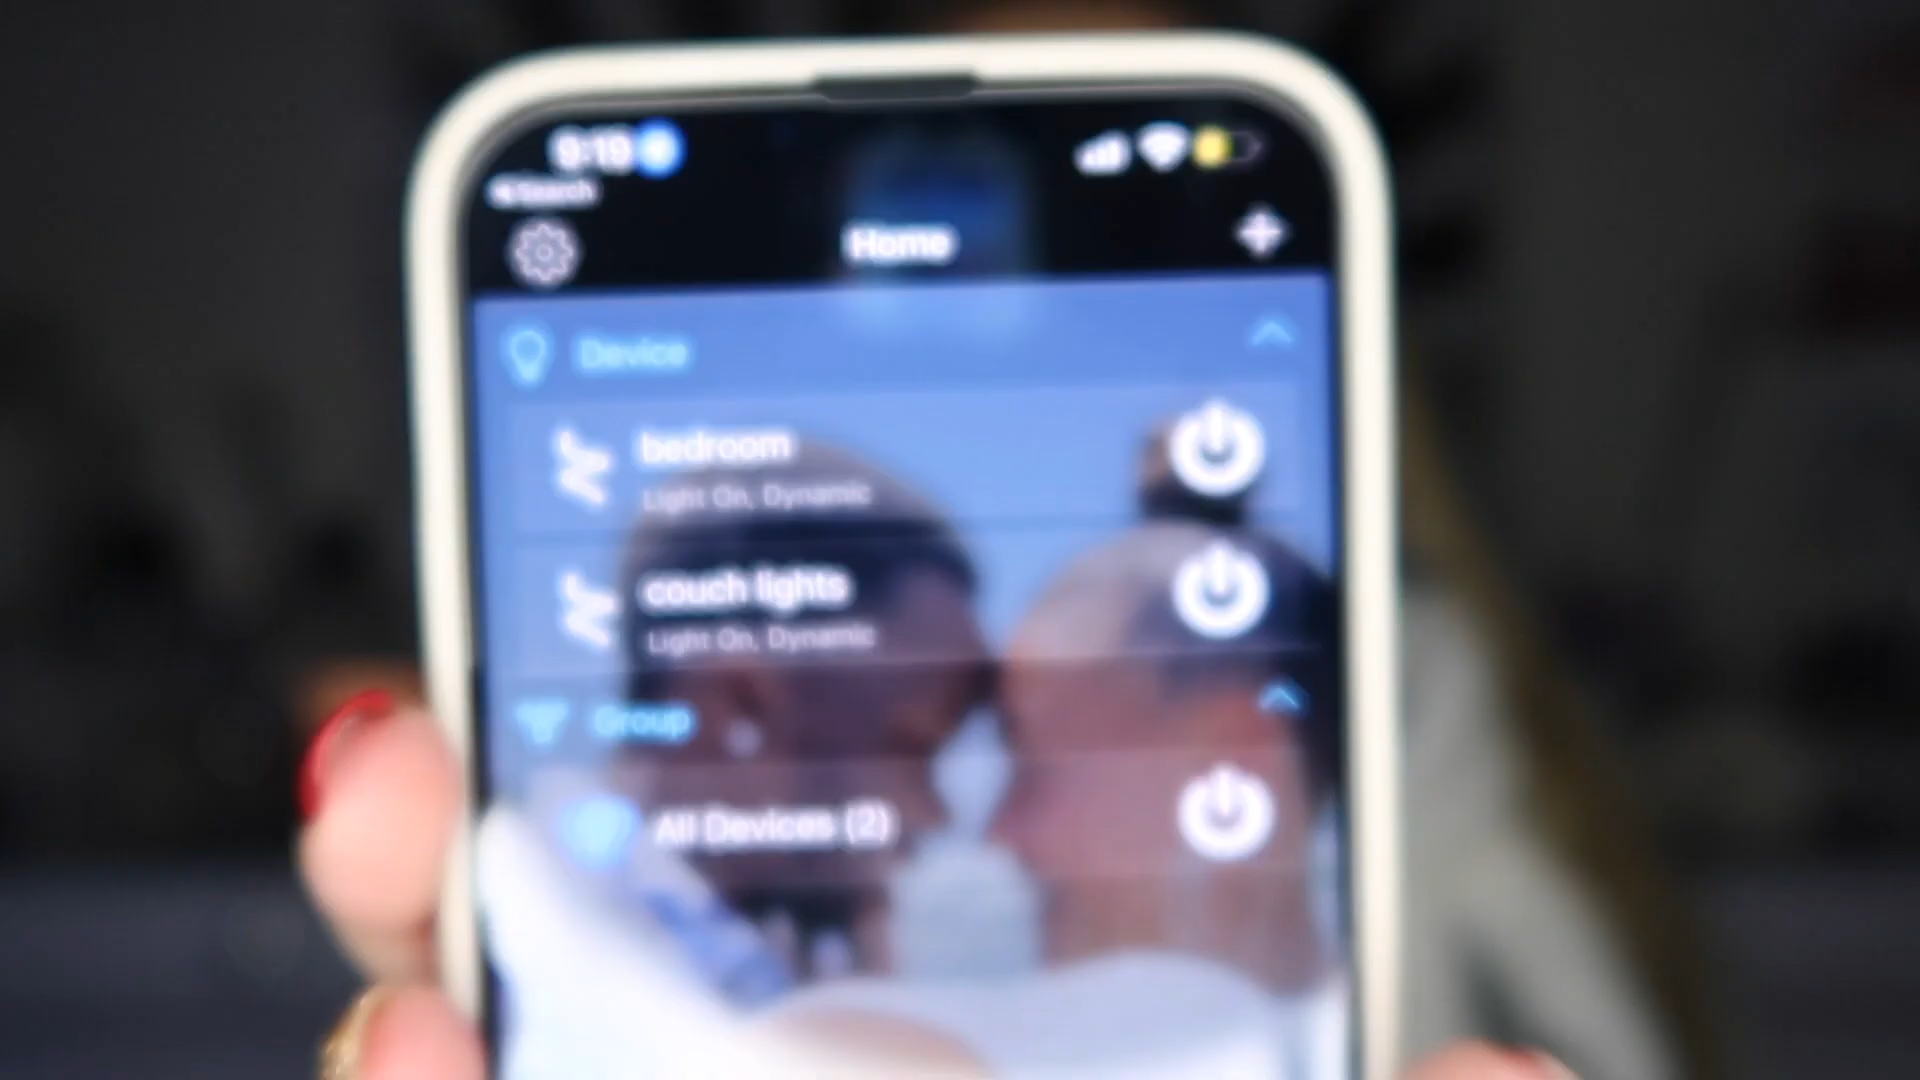 9:19
Search
Home
Device
bedroom
Light On, Dynamic
couch lights
Light On, Dynamic
Group
All Devices (2)